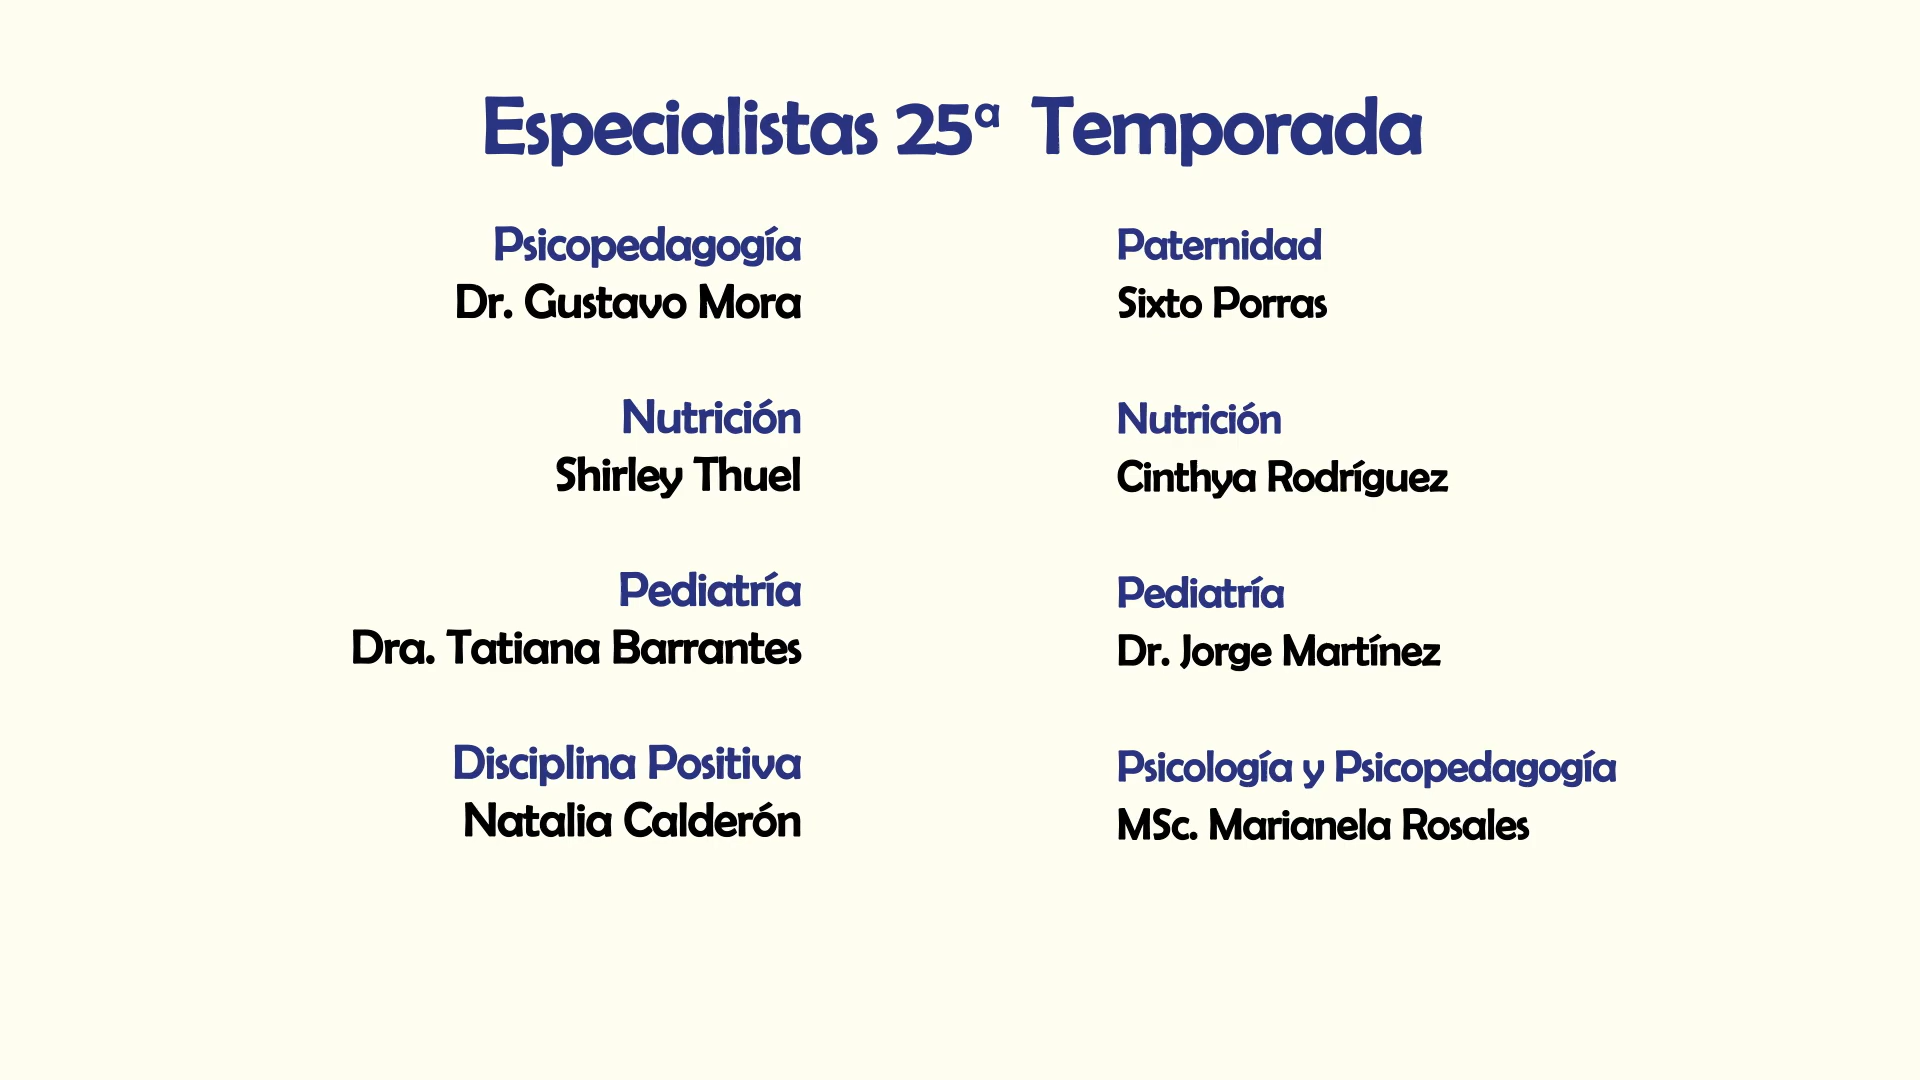 Especialistas 25ª Temporada
Psicopedagogía
Dr. Gustavo Mora
Nutrición
Shirley Thuel
Pediatría
Dra. Tatiana Barrantes
Disciplina Positiva
Natalia Calderón
Paternidad
Sixto Porras
Nutrición
Cinthya Rodríguez
Pediatría
Dr. Jorge Martínez
Psicología y Psicopedagogía
MSc. Marianela Rosales